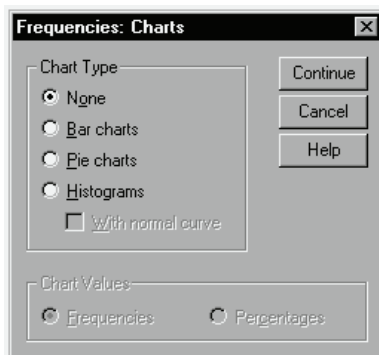 Frequencies: Charts
Chart Type
None
Bar charts
Pie charts
Histograms
With normal curve
Continue
Cancel
Help
Chart Values
Frequencies Percentages